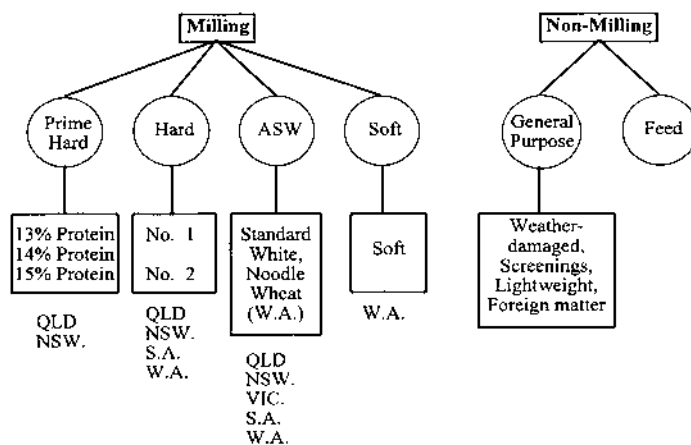 Milling
Non-Milling
Prime
Hard
Hard
ASW
Soft
General
Purpose
Feed
13% Protein
14% Protein
15% Protein
QLD
NSW.
No. 1
No. 2
QLD
NSW.
S.A.
W.A.
Standard
White,
Noodle
Wheat
(W.A.)
QLD
NSW.
VIC.
S.A.
W.A.
Soft
W.A.
Weather-
damaged,
Screenings,
Lightweight,
Foreign matter